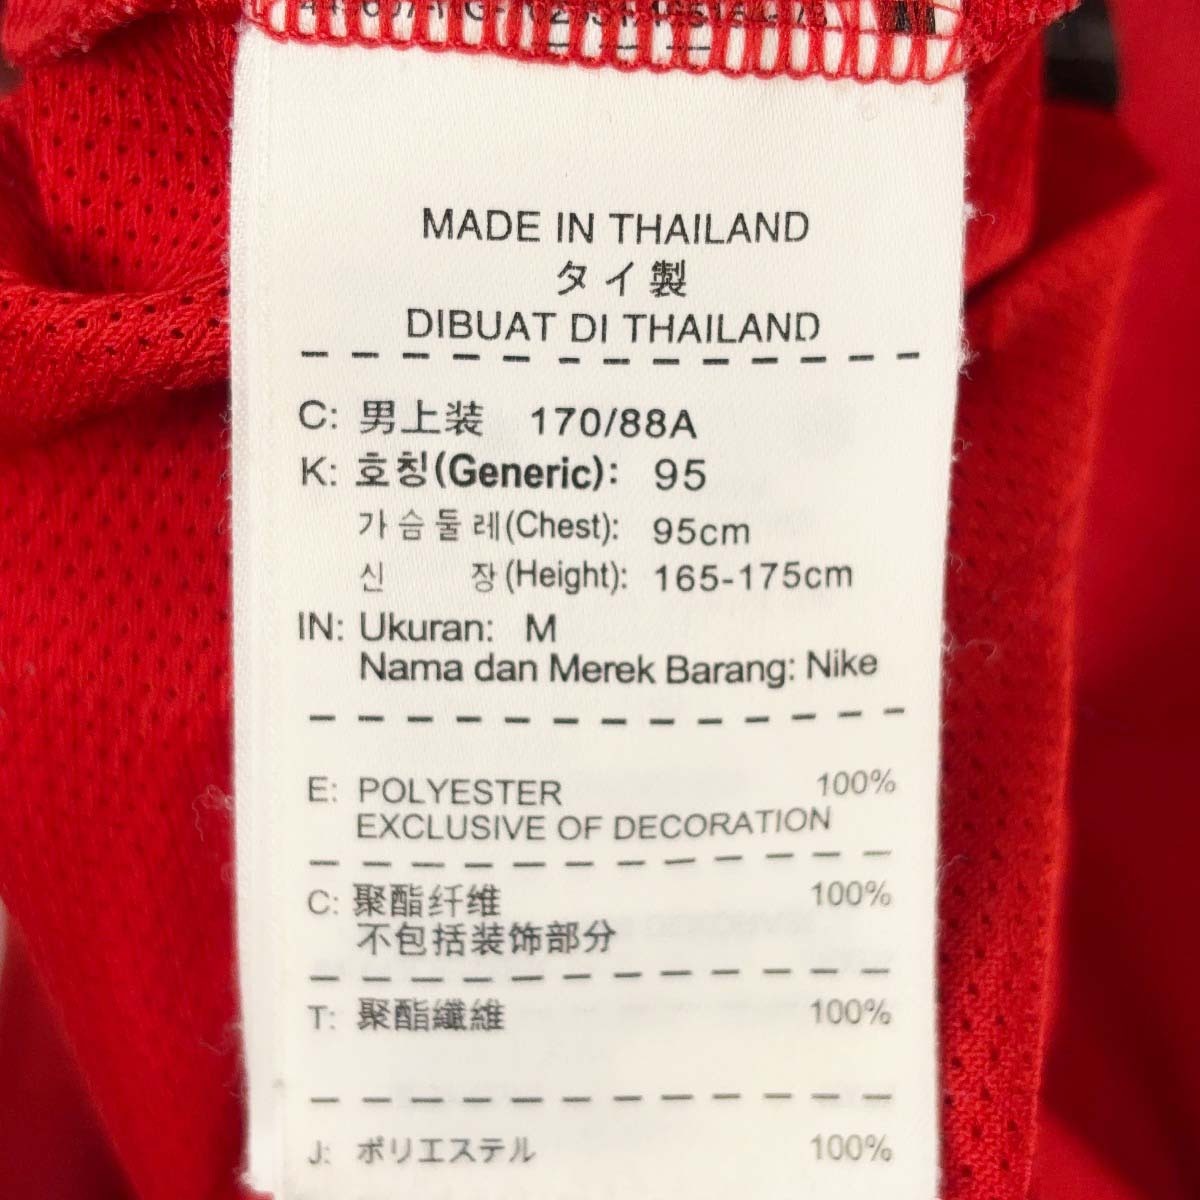 MADE IN THAILAND
タイ製
DIBUAT DI THAILAND
C: 男上装 170/88A
K: 호칭(Generic): 95
가슴둘레(Chest): 95cm
신 장(Height): 165-175cm
IN: Ukuran: M
Nama dan Merek Barang: Nike
E: POLYESTER 100%
EXCLUSIVE OF DECORATION
C: 聚酯纤维 100%
不包括装饰部分
T: 聚酯纖維 100%
J: ポリエステル 100%